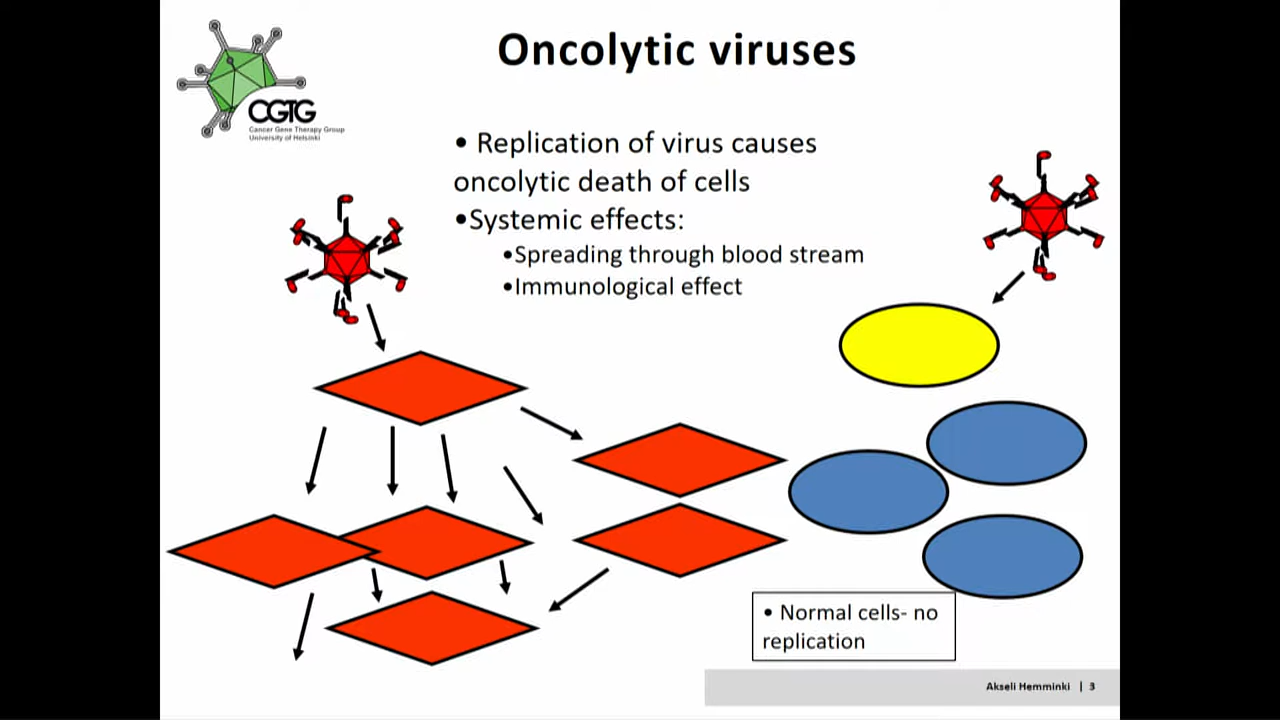 Oncolytic viruses
CGTG
Cancer Gene Therapy Group
University of Helsinki
• Replication of virus causes
oncolytic death of cells
•Systemic effects:
•Spreading through blood stream
•Immunological effect
• Normal cells- no
replication
Akseli Hemminki | 3